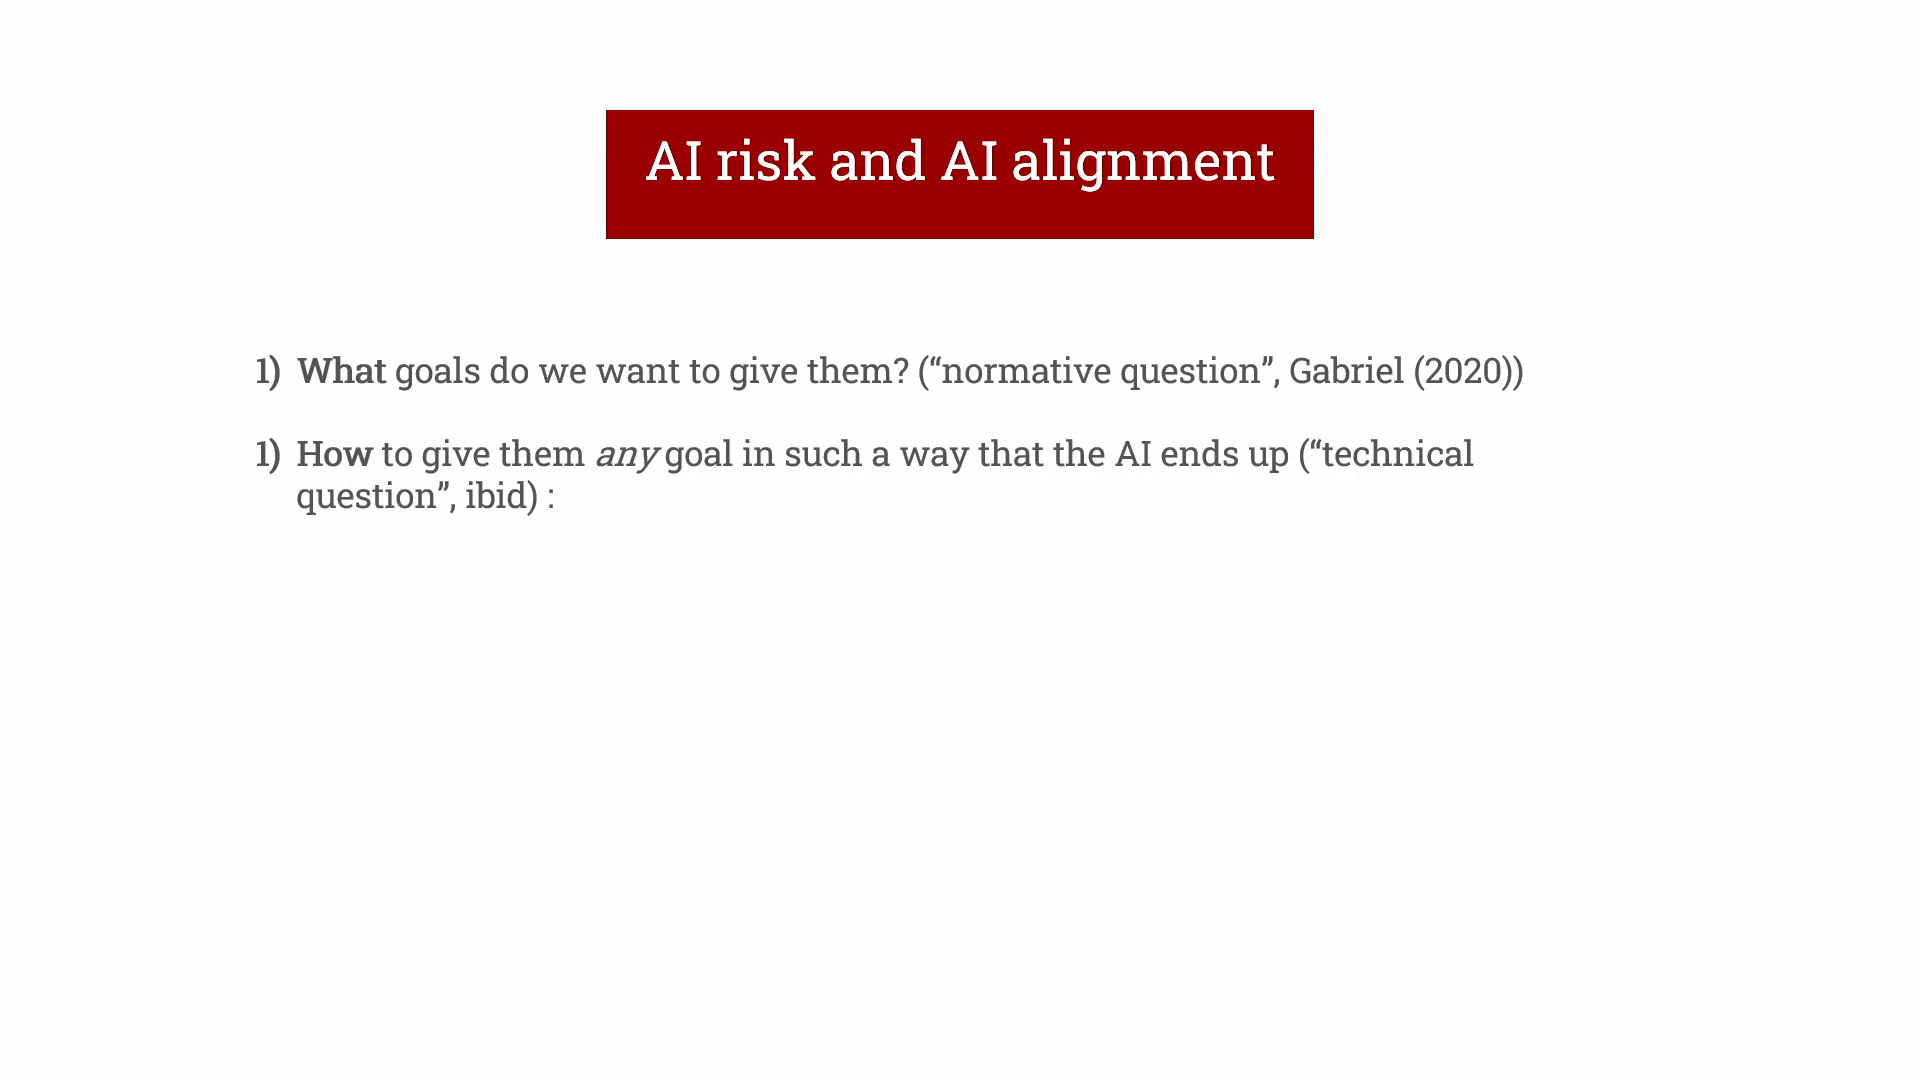 AI risk and AI alignment
1) What goals do we want to give them? (“normative question”, Gabriel (2020))
1) How to give them any goal in such a way that the AI ends up (“technical
question”, ibid) :